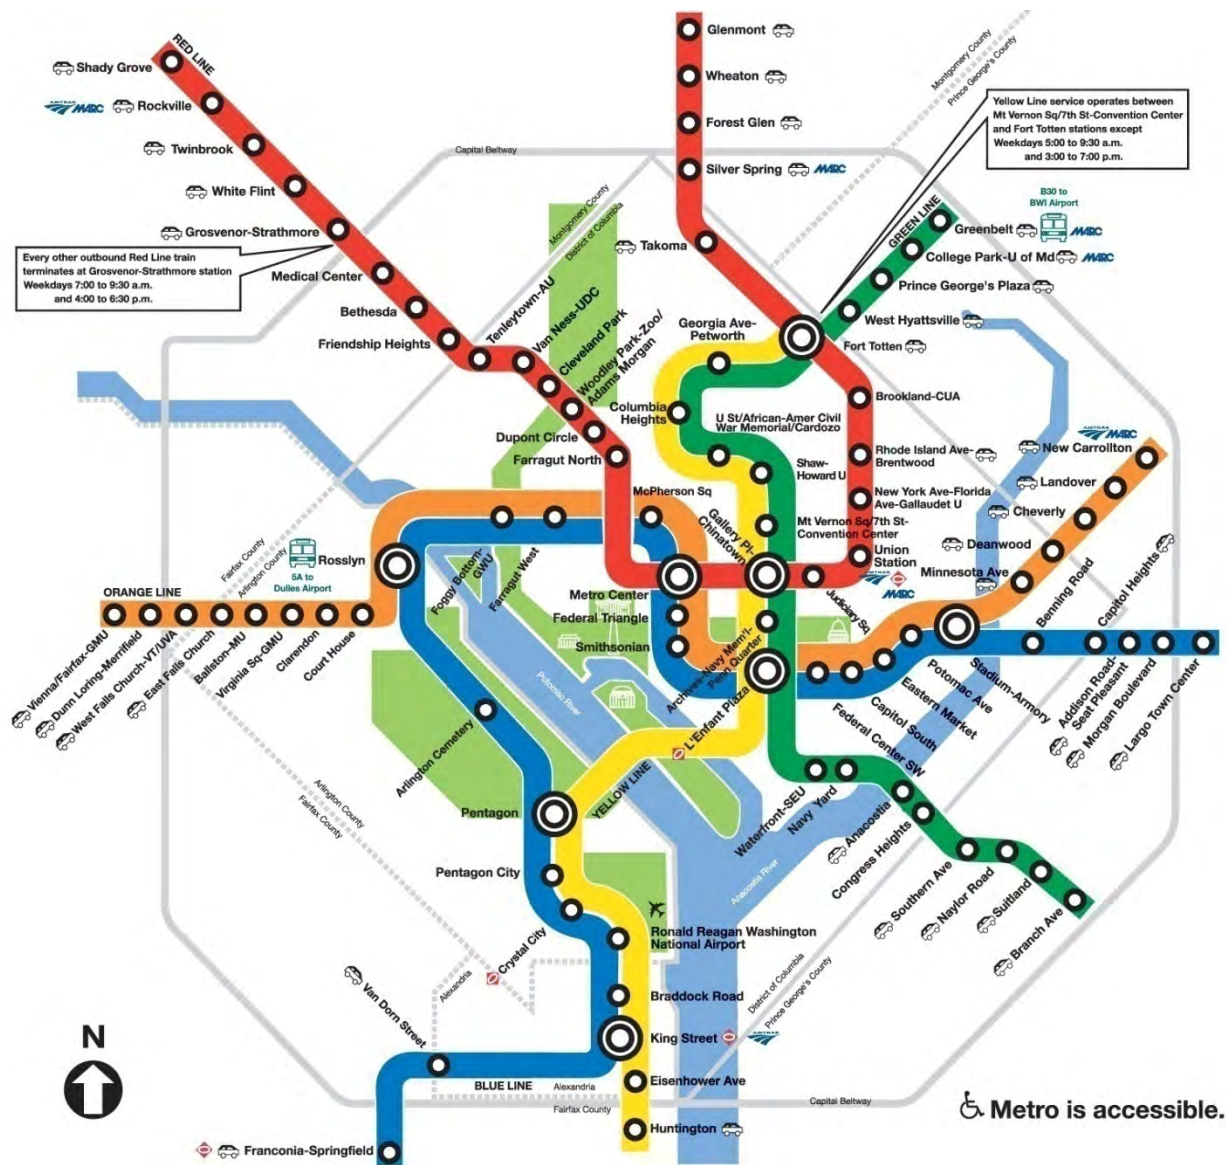 RED LINE
Shady Grove
AMTRAK MARC
Rockville
Twinbrook
White Flint
Grosvenor-Strathmore
Every other outbound Red Line train
terminates at Grosvenor-Strathmore station
Weekdays 7:00 to 9:30 a.m.
and 4:00 to 6:30 p.m.
Medical Center
Bethesda
Friendship Heights
Tenleytown-AU
Van Ness-UDC
Cleveland Park
Woodley Park-Zoo/
Adams Morgan
Dupont Circle
Farragut North
Capital Beltway
Montgomery County
District of Columbia
Glenmont
Wheaton
Forest Glen
Silver Spring
MARC
Takoma
Montgomery County
Prince George's County
Yellow Line service operates between
Mt Vernon Sq/7th St-Convention Center
and Fort Totten stations except
Weekdays 5:00 to 9:30 a.m.
and 3:00 to 7:00 p.m.
B30 to
BWI Airport
GREEN LINE
Greenbelt
MARC
College Park-U of Md
MARC
Prince George's Plaza
West Hyattsville
Fort Totten
Georgia Ave-
Petworth
Columbia
Heights
U St/African-Amer Civil
War Memorial/Cardozo
Shaw-
Howard U
Mt Vernon Sq/7th St-
Convention Center
Gallery Pl-
Chinatown
Brookland-CUA
Rhode Island Ave-
Brentwood
New York Ave-Florida
Ave-Gallaudet U
Union
Station
AMTRAK
MARC
Judiciary Sq
AMTRAK MARC
New Carrollton
Landover
Cheverly
Deanwood
Minnesota Ave
Benning Road
Capitol Heights
McPherson Sq
Metro Center
Federal Triangle
Smithsonian
Foggy Bottom-
GWU
Farragut West
Rosslyn
5A to
Dulles Airport
Fairfax County
Arlington County
ORANGE LINE
Vienna/Fairfax-GMU
Dunn Loring-Merrifield
West Falls Church-VT/UVA
East Falls Church
Ballston-MU
Virginia Sq-GMU
Clarendon
Court House
Archives-Navy Mem'l-
Penn Quarter
L'Enfant Plaza
Federal Center SW
Capitol South
Eastern Market
Potomac Ave
Stadium-Armory
Addison Road-
Seat Pleasant
Morgan Boulevard
Largo Town Center
Potomac River
Arlington Cemetery
Pentagon
YELLOW LINE
Waterfront-SEU
Navy Yard
Anacostia
Congress Heights
Southern Ave
Naylor Road
Suitland
Branch Ave
Anacostia River
Arlington County
Fairfax County
Pentagon City
Crystal City
Ronald Reagan Washington
National Airport
Braddock Road
King Street
AMTRAK
Eisenhower Ave
Huntington
District of Columbia
Prince George's County
Alexandria
Van Dorn Street
BLUE LINE
Alexandria
Fairfax County
Capital Beltway
Franconia-Springfield
N
Metro is accessible.